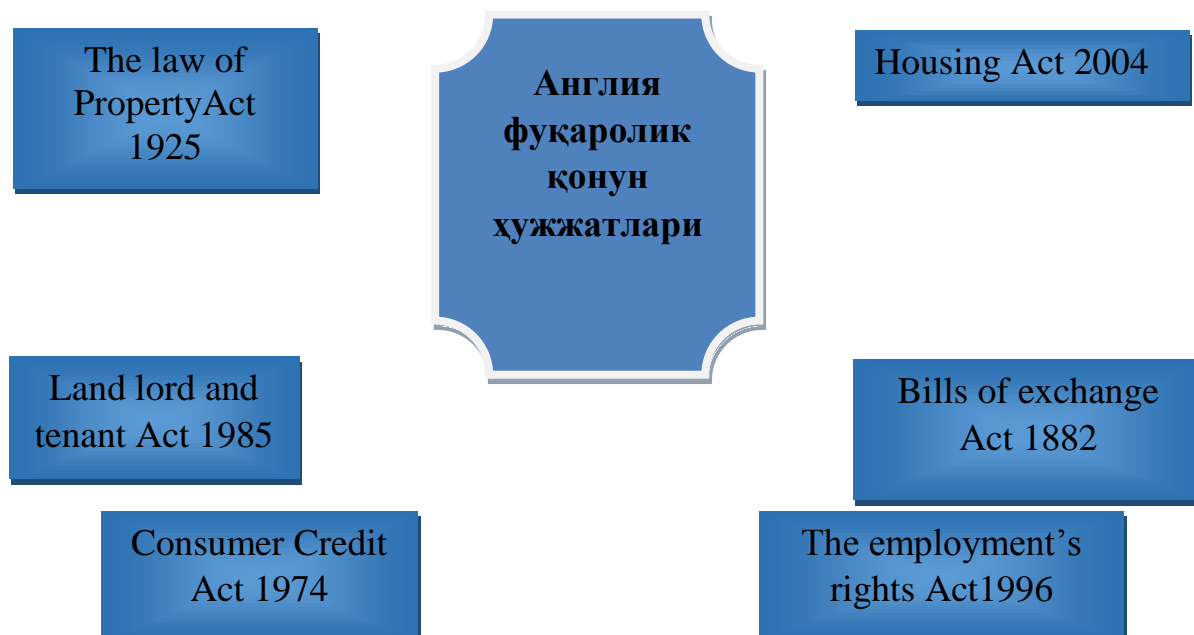 The law of
PropertyAct
1925
Англия
фуқаролик
қонун
ҳужжатлари
Housing Act 2004
Land lord and
tenant Act 1985
Bills of exchange
Act 1882
Consumer Credit
Act 1974
The employment’s
rights Act1996